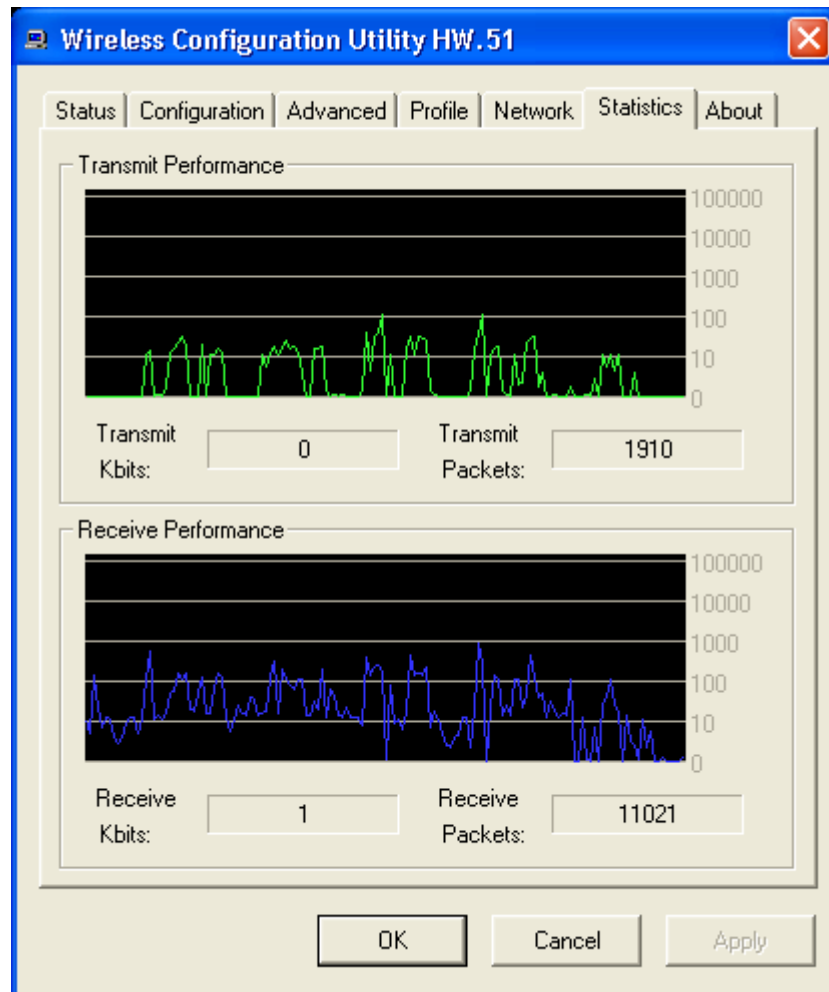 Wireless Configuration Utility HW.51
Status Configuration Advanced Profile Network Statistics About
Transmit Performance
100000
10000
1000
100
10
0
Transmit Kbits: 0 Transmit Packets: 1910
Receive Performance
100000
10000
1000
100
10
0
Receive Kbits: 1 Receive Packets: 11021
OK Cancel Apply